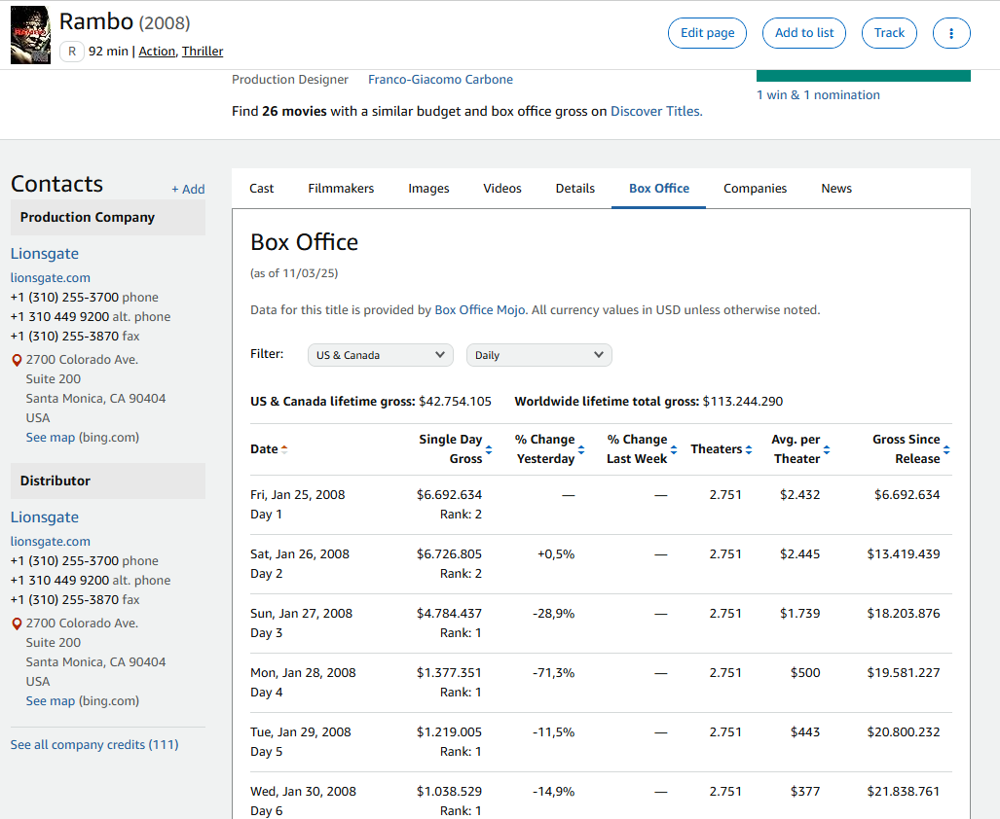 Rambo (2008)
R 92 min | Action, Thriller
Edit page
Add to list
Track
Production Designer Franco-Giacomo Carbone
1 win & 1 nomination
Find 26 movies with a similar budget and box office gross on Discover Titles.
Contacts
+ Add
Production Company
Lionsgate
lionsgate.com
+1 (310) 255-3700 phone
+1 310 449 9200 alt. phone
+1 (310) 255-3870 fax
2700 Colorado Ave.
Suite 200
Santa Monica, CA 90404
USA
See map (bing.com)
Distributor
Lionsgate
lionsgate.com
+1 (310) 255-3700 phone
+1 310 449 9200 alt. phone
+1 (310) 255-3870 fax
2700 Colorado Ave.
Suite 200
Santa Monica, CA 90404
USA
See map (bing.com)
See all company credits (111)
Cast Filmmakers Images Videos Details Box Office Companies News
Box Office
(as of 11/03/25)
Data for this title is provided by Box Office Mojo. All currency values in USD unless otherwise noted.
Filter: US & Canada Daily
US & Canada lifetime gross: $42.754.105 Worldwide lifetime total gross: $113.244.290
Date Single Day Gross % Change Yesterday % Change Last Week Theaters Avg. per Theater Gross Since Release
Fri, Jan 25, 2008 $6.692.634 — — 2.751 $2.432 $6.692.634
Day 1 Rank: 2
Sat, Jan 26, 2008 $6.726.805 +0,5% — 2.751 $2.445 $13.419.439
Day 2 Rank: 2
Sun, Jan 27, 2008 $4.784.437 -28,9% — 2.751 $1.739 $18.203.876
Day 3 Rank: 1
Mon, Jan 28, 2008 $1.377.351 -71,3% — 2.751 $500 $19.581.227
Day 4 Rank: 1
Tue, Jan 29, 2008 $1.219.005 -11,5% — 2.751 $443 $20.800.232
Day 5 Rank: 1
Wed, Jan 30, 2008 $1.038.529 -14,9% — 2.751 $377 $21.838.761
Day 6 Rank: 1